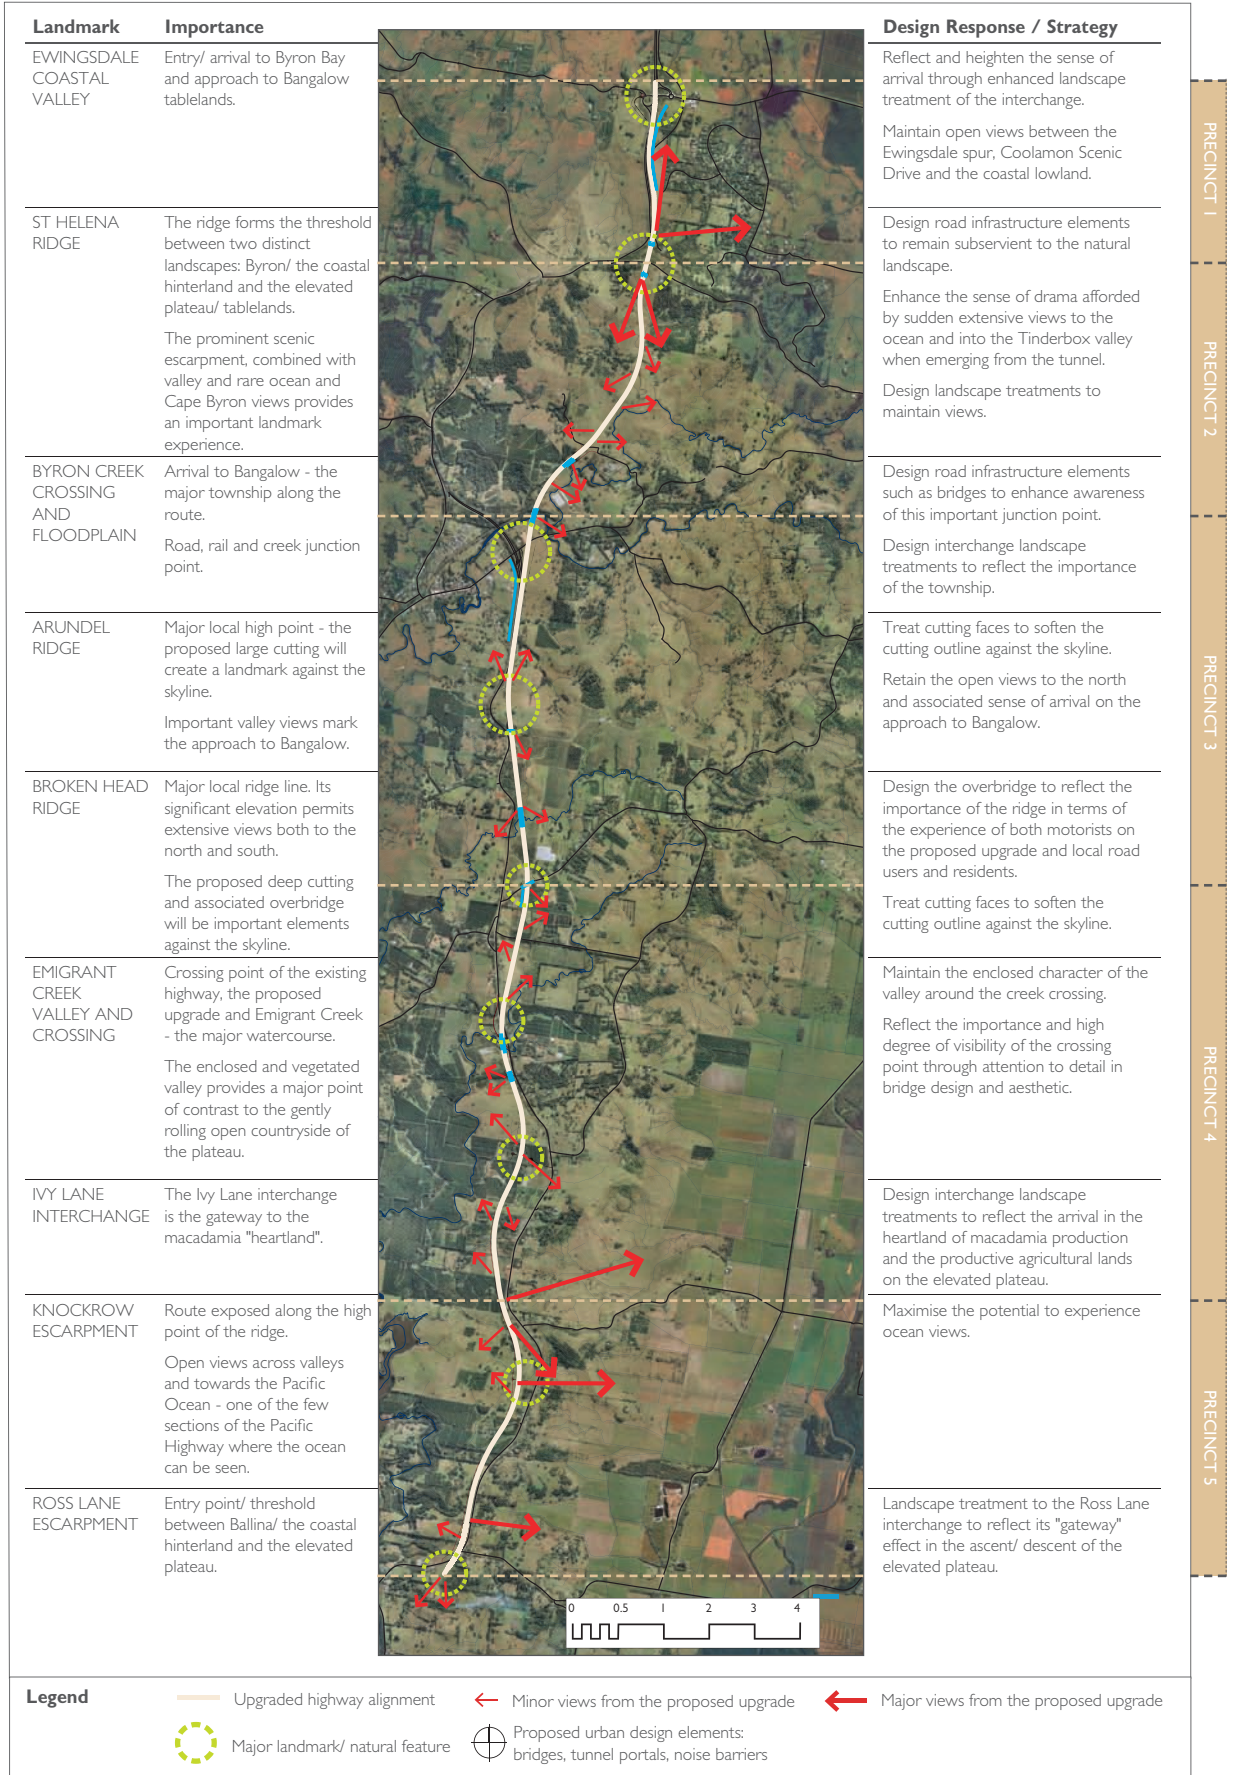 Landmark
Importance
Design Response / Strategy
EWINGSDALE
COASTAL
VALLEY
Entry/ arrival to Byron Bay
and approach to Bangalow
tablelands.
Reflect and heighten the sense of
arrival through enhanced landscape
treatment of the interchange.
Maintain open views between the
Ewingsdale spur, Coolamon Scenic
Drive and the coastal lowland.
ST HELENA
RIDGE
The ridge forms the threshold
between two distinct
landscapes: Byron/ the coastal
hinterland and the elevated
plateau/ tablelands.
The prominent scenic
escarpment, combined with
valley and rare ocean and
Cape Byron views provides
an important landmark
experience.
Design road infrastructure elements
to remain subservient to the natural
landscape.
Enhance the sense of drama afforded
by sudden extensive views to the
ocean and into the Tinderbox valley
when emerging from the tunnel.
Design landscape treatments to
maintain views.
BYRON CREEK
CROSSING
AND
FLOODPLAIN
Arrival to Bangalow - the
major township along the
route.
Road, rail and creek junction
point.
Design road infrastructure elements
such as bridges to enhance awareness
of this important junction point.
Design interchange landscape
treatments to reflect the importance
of the township.
ARUNDEL
RIDGE
Major local high point - the
proposed large cutting will
create a landmark against the
skyline.
Important valley views mark
the approach to Bangalow.
Treat cutting faces to soften the
cutting outline against the skyline.
Retain the open views to the north
and associated sense of arrival on the
approach to Bangalow.
BROKEN HEAD
RIDGE
Major local ridge line. Its
significant elevation permits
extensive views both to the
north and south.
The proposed deep cutting
and associated overbridge
will be important elements
against the skyline.
Design the overbridge to reflect the
importance of the ridge in terms of
the experience of both motorists on
the proposed upgrade and local road
users and residents.
Treat cutting faces to soften the
cutting outline against the skyline.
EMIGRANT
CREEK
VALLEY AND
CROSSING
Crossing point of the existing
highway, the proposed
upgrade and Emigrant Creek
- the major watercourse.
The enclosed and vegetated
valley provides a major point
of contrast to the gently
rolling open countryside of
the plateau.
Maintain the enclosed character of the
valley around the creek crossing.
Reflect the importance and high
degree of visibility of the crossing
point through attention to detail in
bridge design and aesthetic.
IVY LANE
INTERCHANGE
The Ivy Lane interchange
is the gateway to the
macadamia "heartland".
Design interchange landscape
treatments to reflect the arrival in the
heartland of macadamia production
and the productive agricultural lands
on the elevated plateau.
KNOCKROW
ESCARPMENT
Route exposed along the high
point of the ridge.
Open views across valleys
and towards the Pacific
Ocean - one of the few
sections of the Pacific
Highway where the ocean
can be seen.
Maximise the potential to experience
ocean views.
ROSS LANE
ESCARPMENT
Entry point/ threshold
between Ballina/ the coastal
hinterland and the elevated
plateau.
Landscape treatment to the Ross Lane
interchange to reflect its "gateway"
effect in the ascent/ descent of the
elevated plateau.
PRECINCT 1
PRECINCT 2
PRECINCT 3
PRECINCT 4
PRECINCT 5
0 0.5 1 2 3 4
Legend
Upgraded highway alignment
Minor views from the proposed upgrade
Major views from the proposed upgrade
Major landmark/ natural feature
Proposed urban design elements:
bridges, tunnel portals, noise barriers